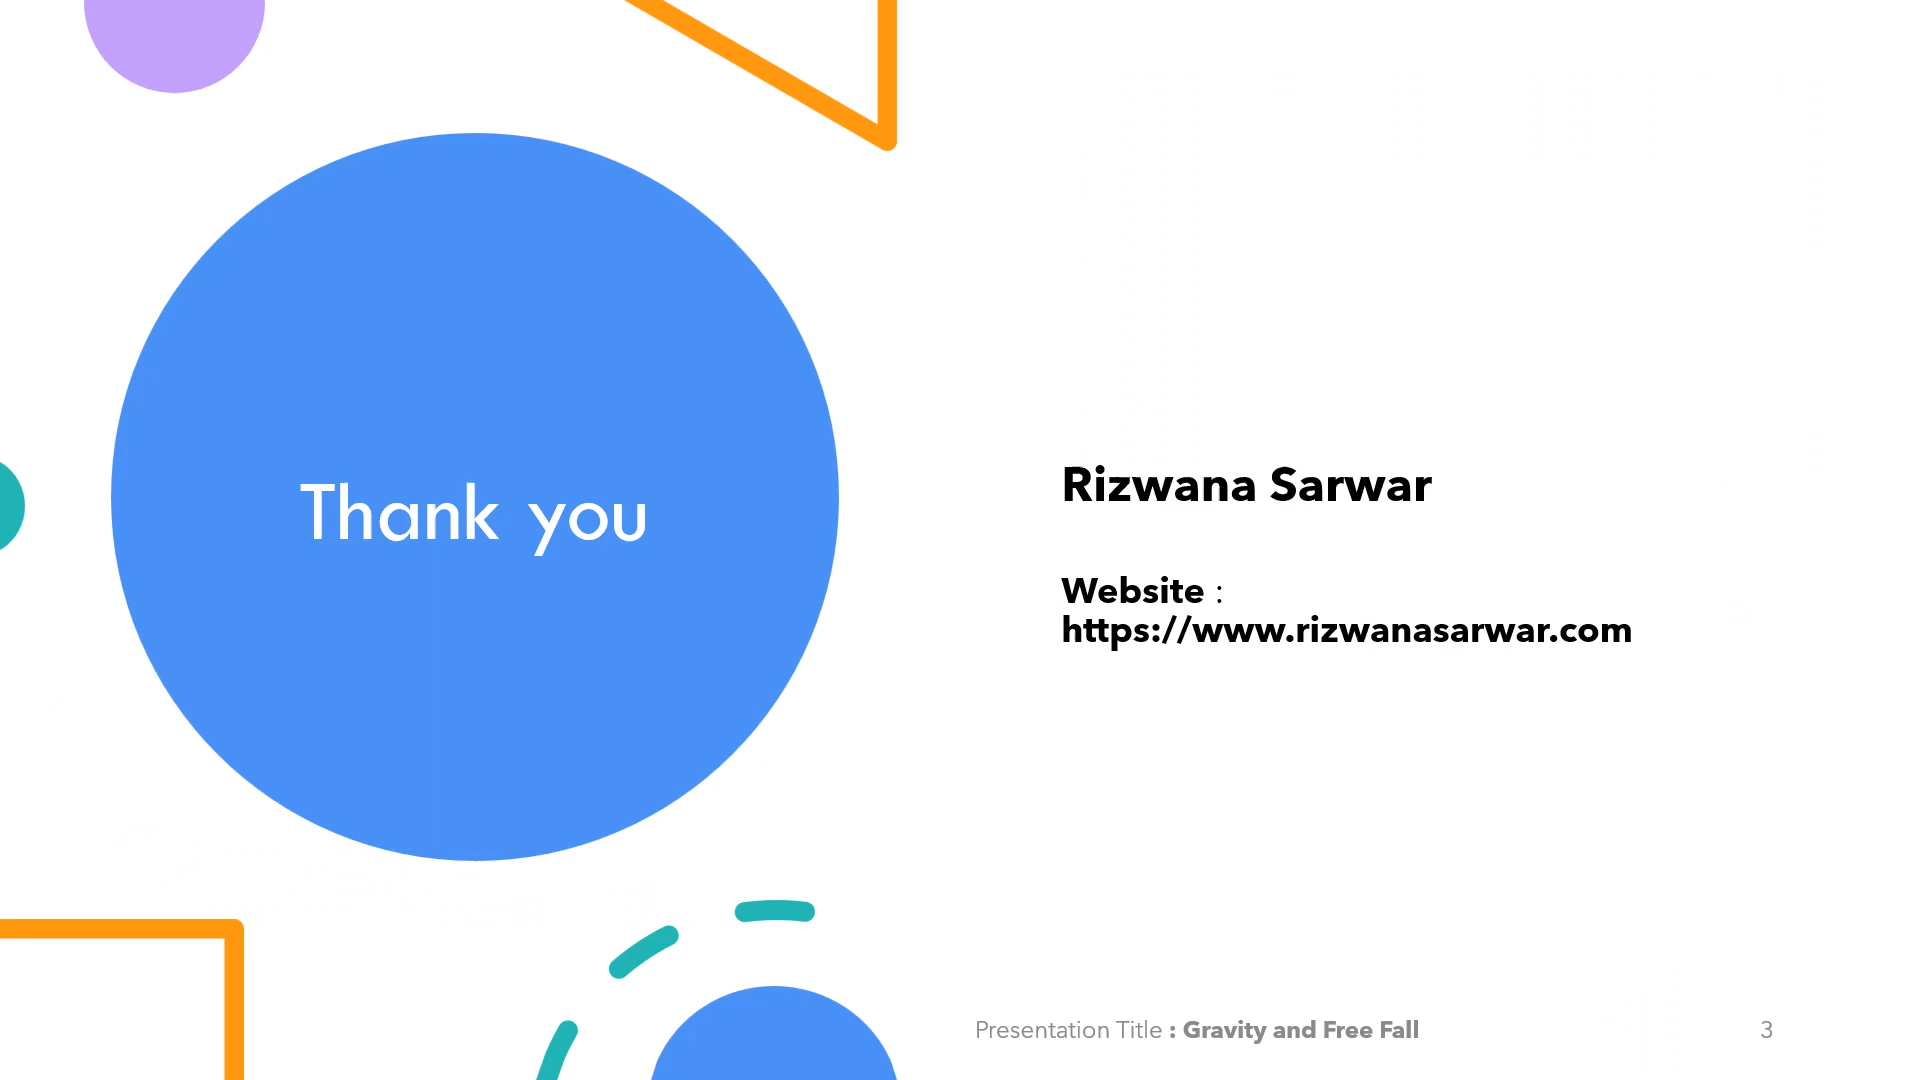 Thank you
Rizwana Sarwar
Website :
https://www.rizwanasarwar.com
Presentation Title : Gravity and Free Fall
3